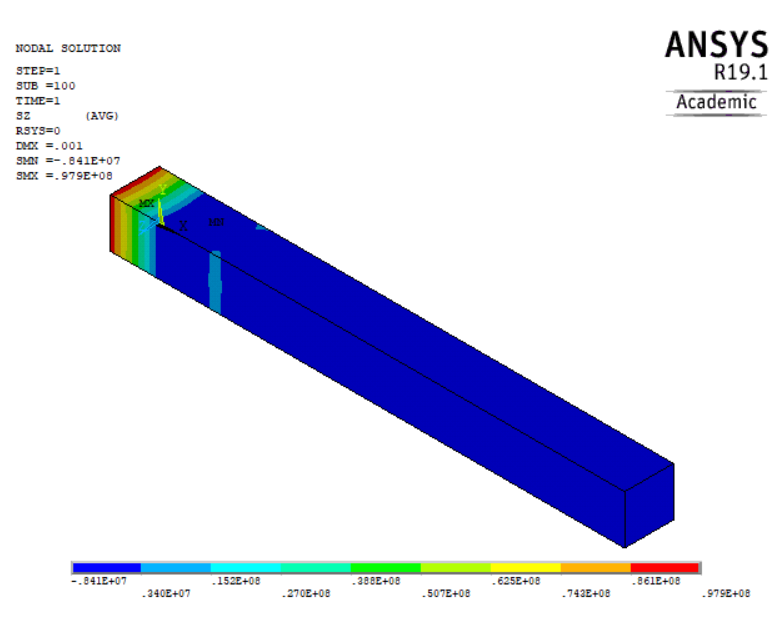 NODAL SOLUTION
STEP=1
SUB =100
TIME=1
SZ (AVG)
RSYS=0
DMX =.001
SMN =-.841E+07
SMX =.979E+08
ANSYS
R19.1
Academic
Y
MX
X
MN
-.841E+07
.340E+07
.152E+08
.270E+08
.388E+08
.507E+08
.625E+08
.743E+08
.861E+08
.979E+08